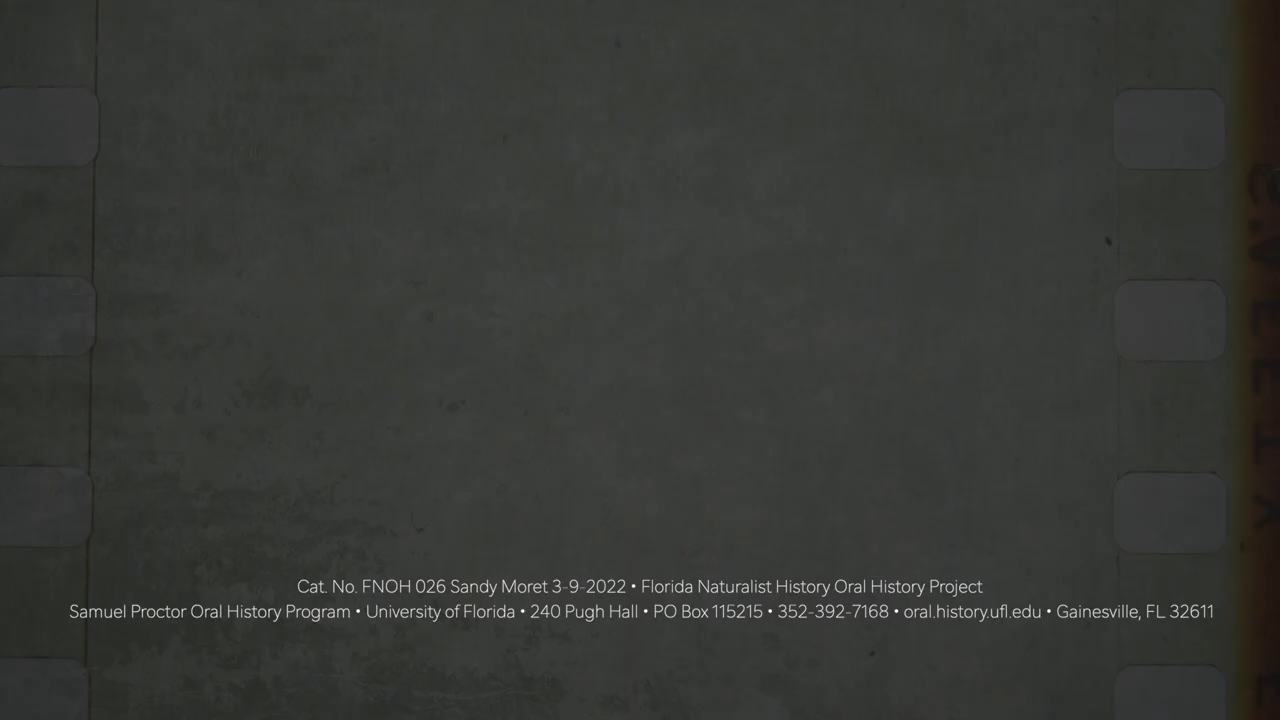 Cat. No. FNOH 026 Sandy Moret 3-9-2022 • Florida Naturalist History Oral History Project
Samuel Proctor Oral History Program • University of Florida • 240 Pugh Hall • PO Box 115215 • 352-392-7168 • oral.history.ufl.edu • Gainesville, FL 32611